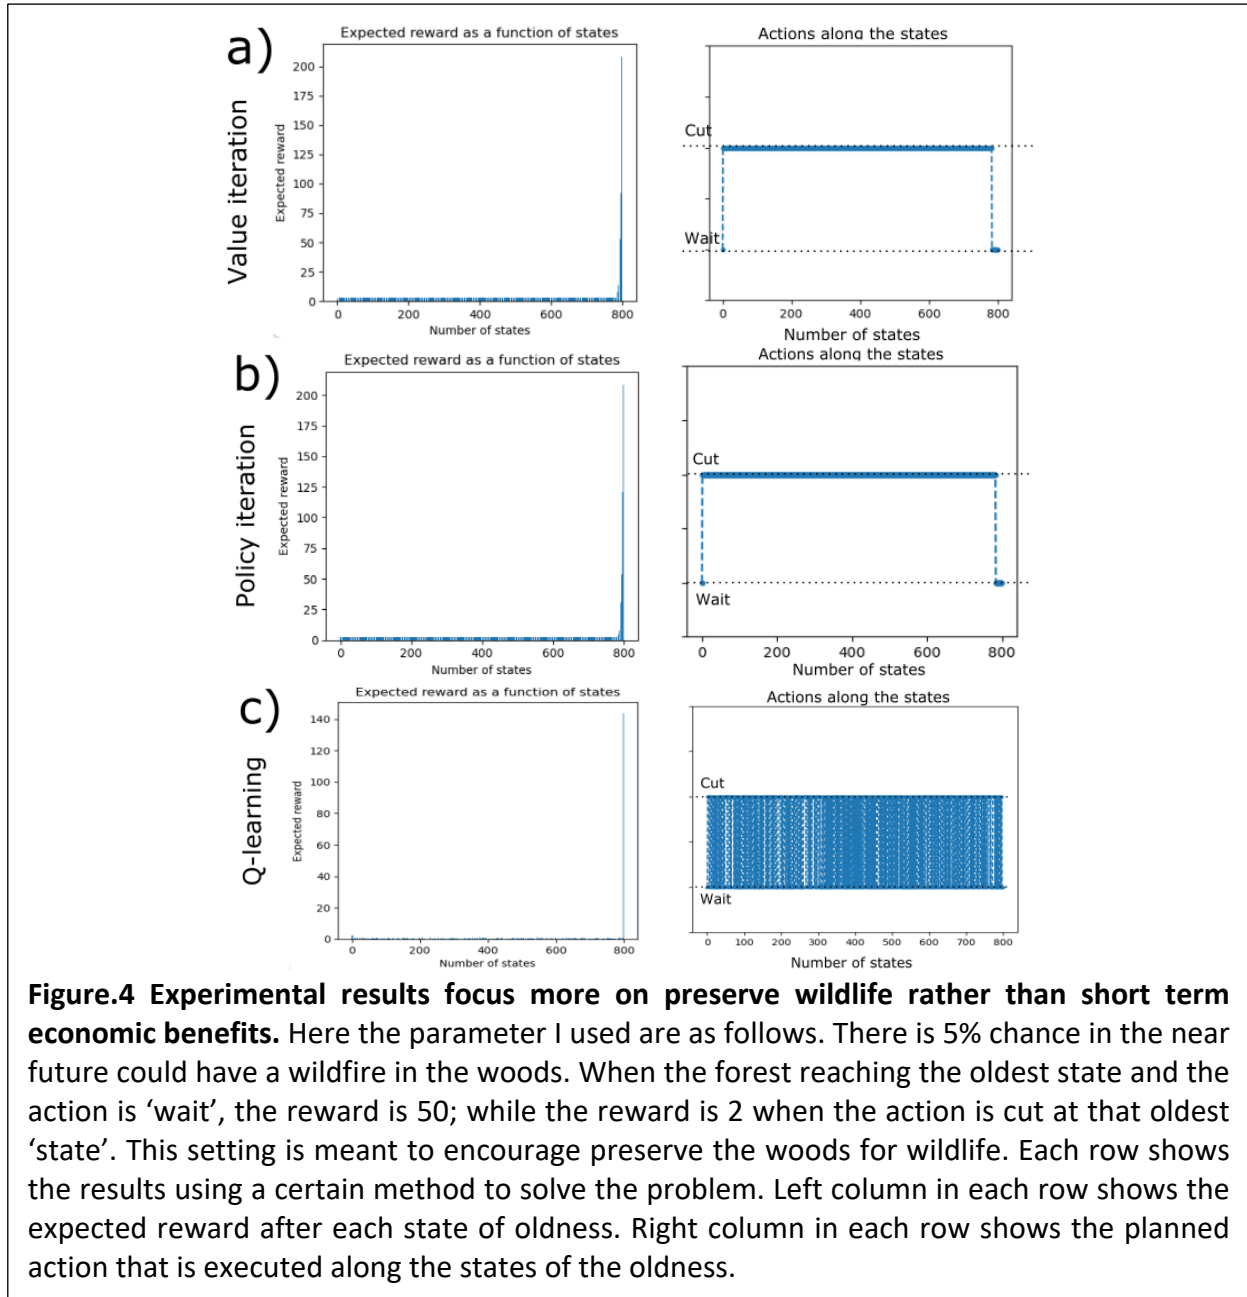 a)
Value iteration
Expected reward as a function of states
Expected reward
200
175
150
125
100
75
50
25
0
0 200 400 600 800
Number of states
Actions along the states
Cut
Wait
0 200 400 600 800
Number of states
b)
Policy iteration
Expected reward as a function of states
Expected reward
200
175
150
125
100
75
50
25
0
0 200 400 600 800
Number of states
Actions along the states
Cut
Wait
0 200 400 600 800
Number of states
c)
Q-learning
Expected reward as a function of states
Expected reward
140
120
100
80
60
40
20
0
0 200 400 600 800
Number of states
Actions along the states
Cut
Wait
0 100 200 300 400 500 600 700 800
Number of states
Figure.4 Experimental results focus more on preserve wildlife rather than short term
economic benefits. Here the parameter I used are as follows. There is 5% chance in the near
future could have a wildfire in the woods. When the forest reaching the oldest state and the
action is ‘wait’, the reward is 50; while the reward is 2 when the action is cut at that oldest
‘state’. This setting is meant to encourage preserve the woods for wildlife. Each row shows
the results using a certain method to solve the problem. Left column in each row shows the
expected reward after each state of oldness. Right column in each row shows the planned
action that is executed along the states of the oldness.